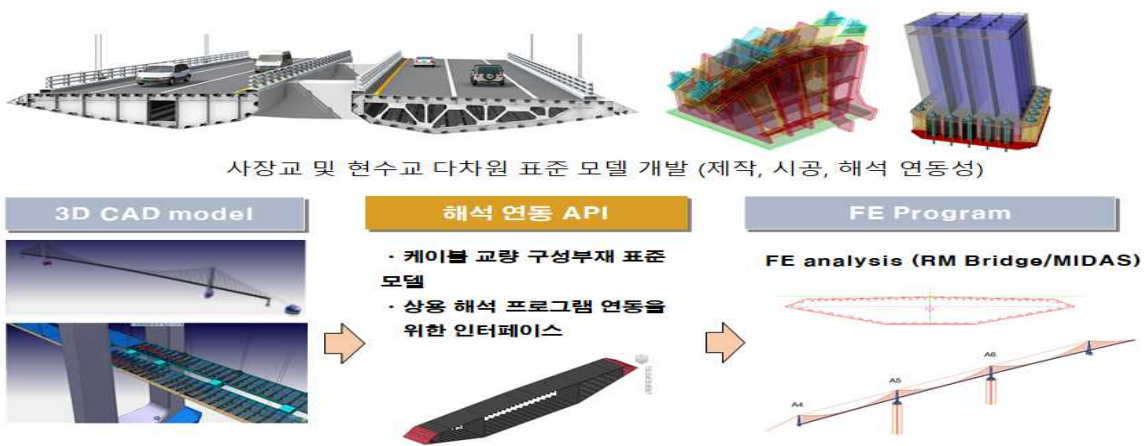 사장교 및 현수교 다차원 표준 모델 개발 (제작, 시공, 해석 연동성)
3D CAD model
해석 연동 API
FE Program
· 케이블 교량 구성부재 표준
모델
· 상용 해석 프로그램 연동을
위한 인터페이스
FE analysis (RM Bridge/MIDAS)
A4
A5
A6